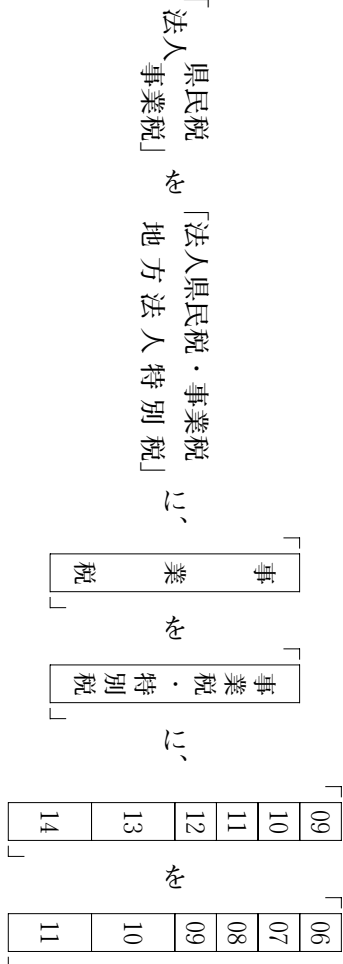 「法人県民税
事業税」を「法人県民税・事業税
地方法人特別税」に、
「事業税」を「事業税・特別税」に、
「09 10 11 12 13 14」を「06 07 08 09 10 11